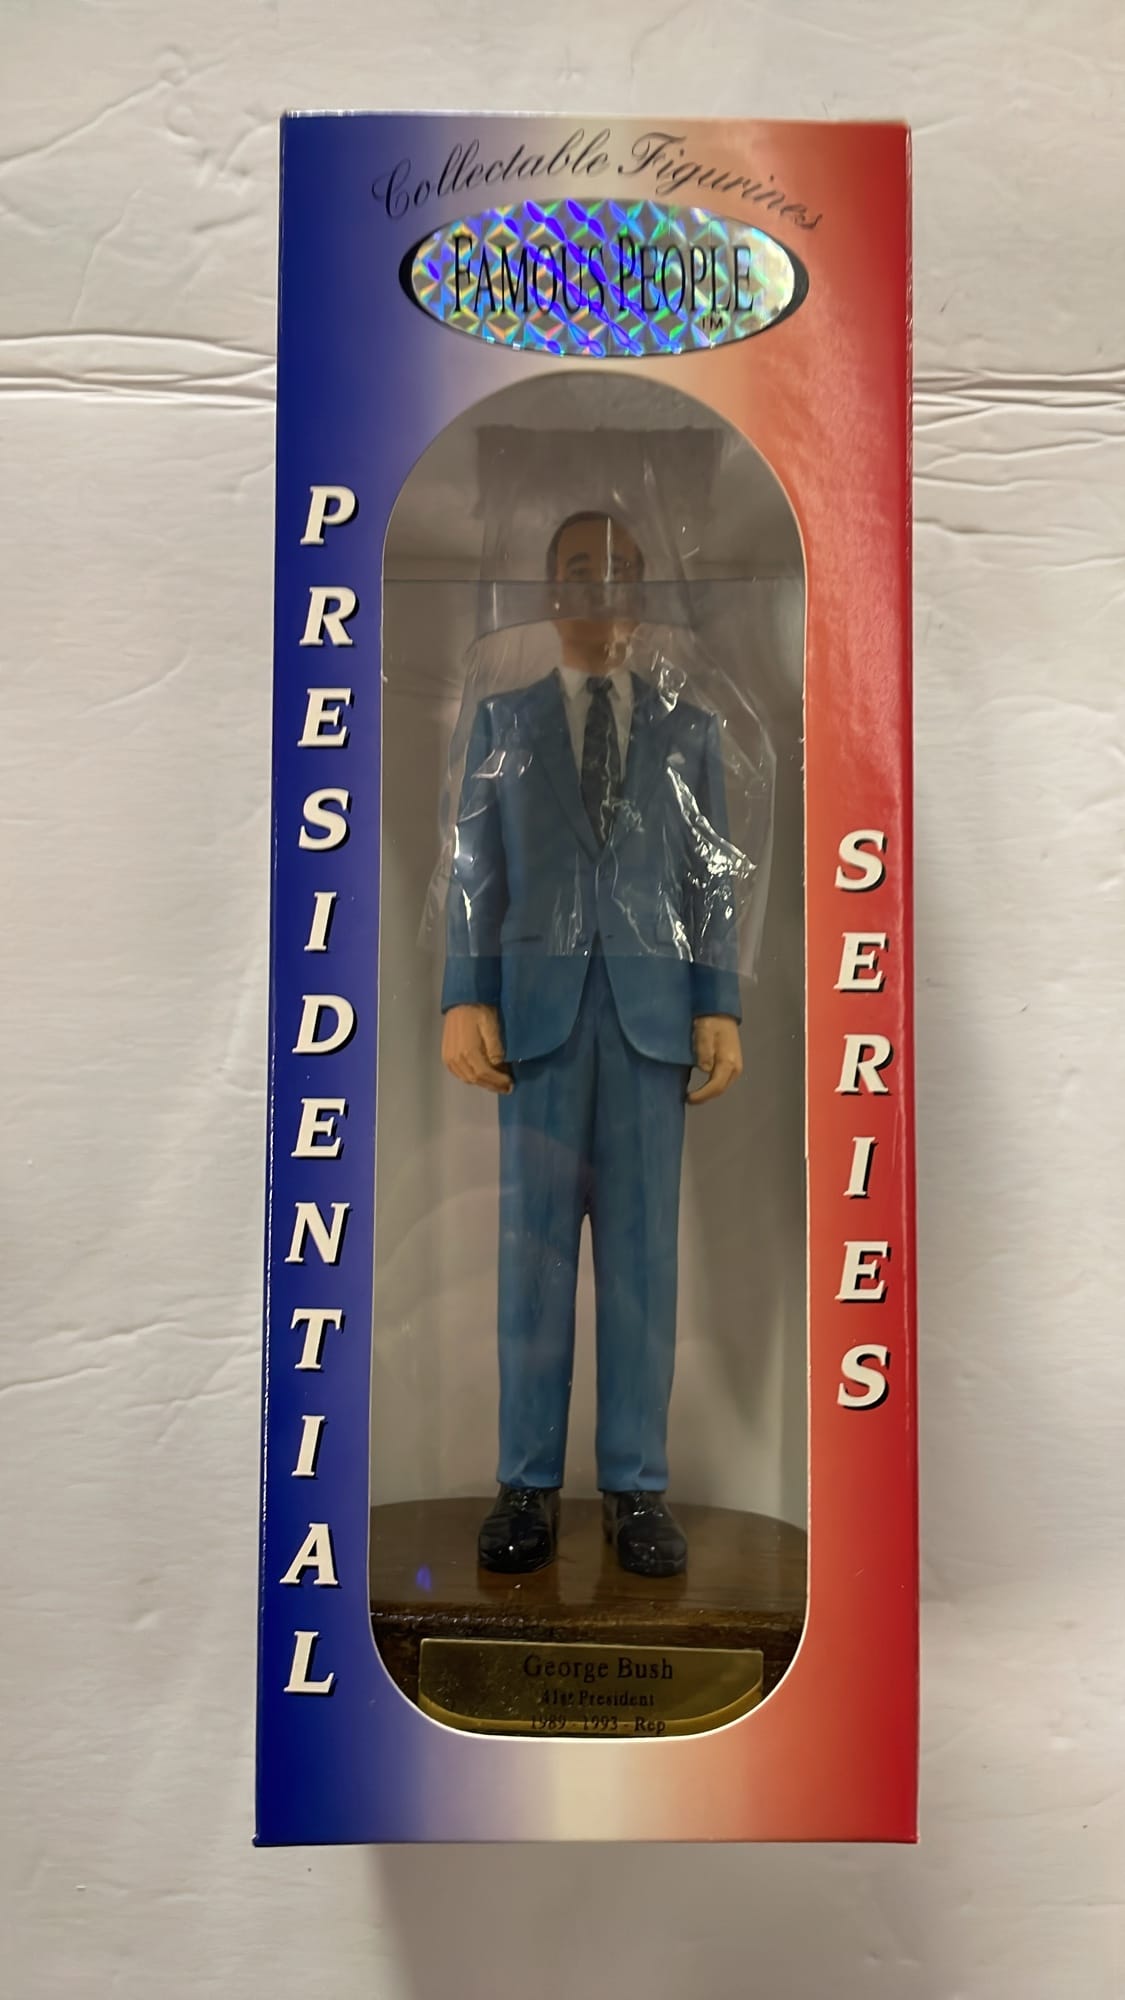 Collectable Figurines
FAMOUS PEOPLE
TM
PRESIDENTIAL
SERIES
George Bush
41st President
1989 - 1993 - Rep